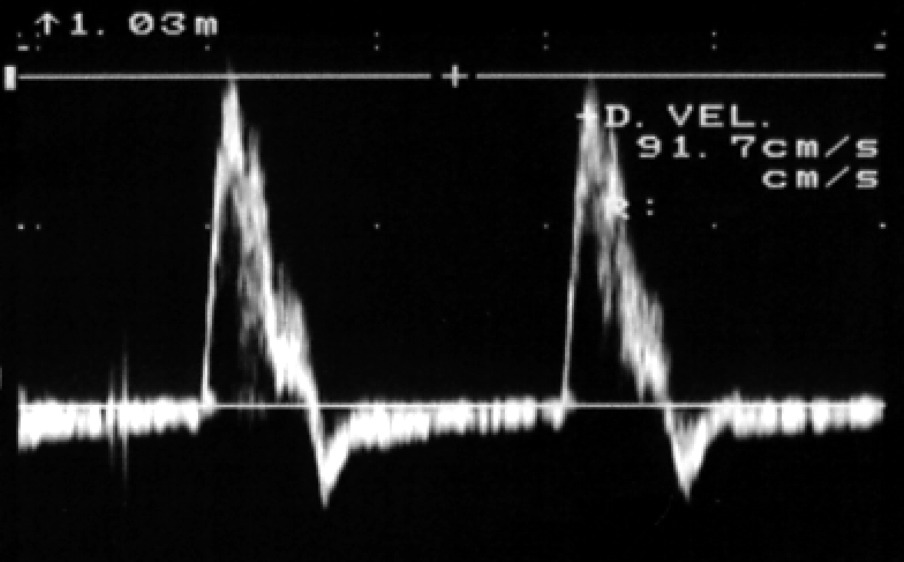 ↑1.03m
+D. VEL.
91.7cm/s
cm/s
R: